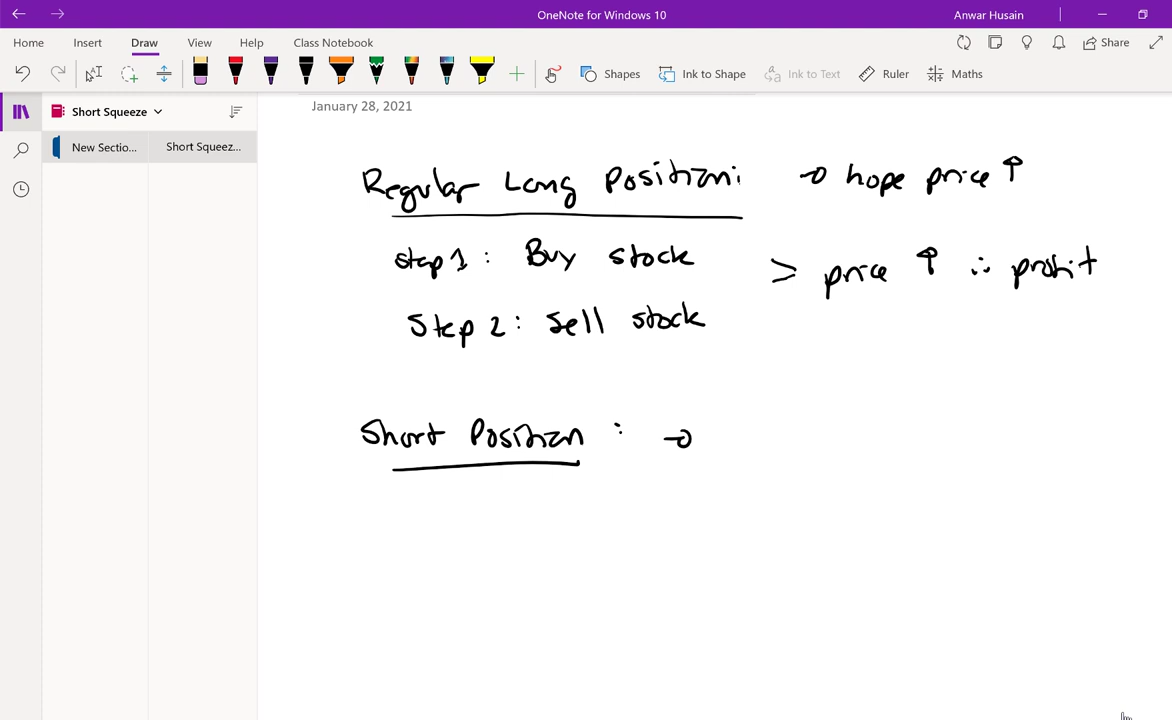 OneNote for Windows 10
Anwar Husain
Home Insert Draw View Help Class Notebook
Share
Shapes Ink to Shape Ink to Text Ruler Maths
Short Squeeze
New Sectio... Short Squeez...
January 28, 2021
Regular Long Position: → hope price ↑
Step 1: Buy stock
> price ↑ ∴ profit
Step 2: Sell stock
Short Position : →